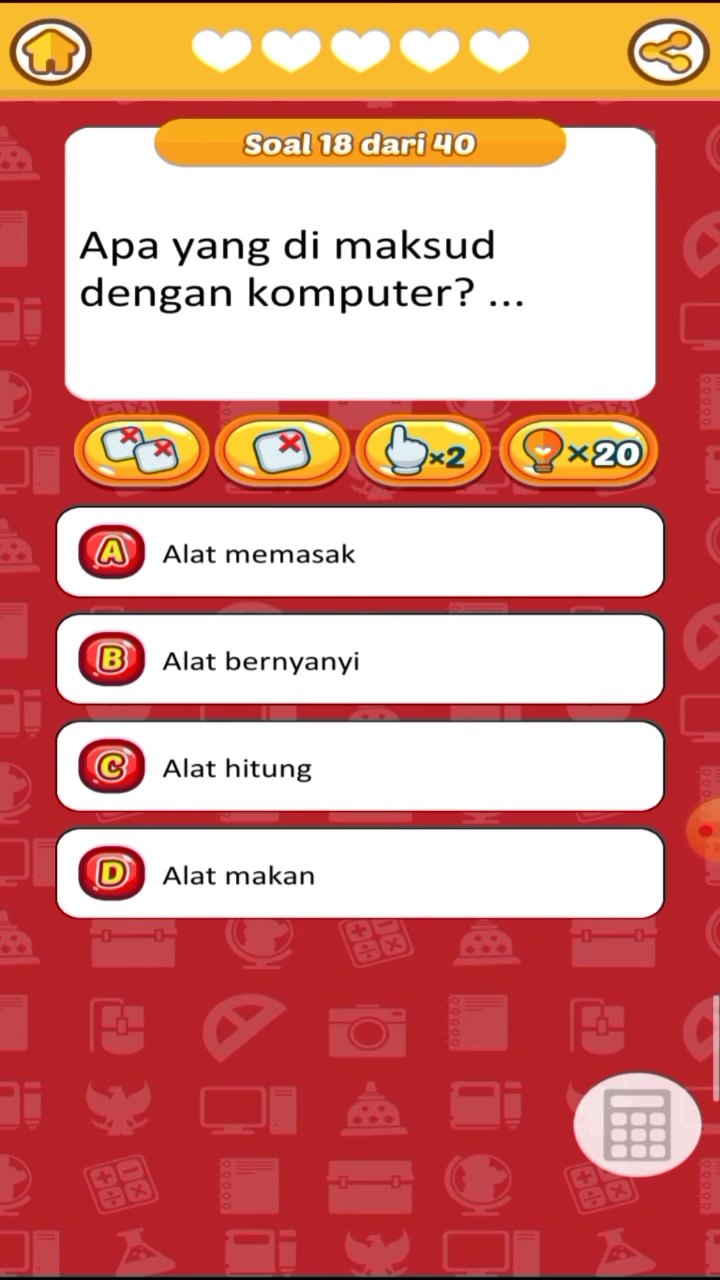 Soal 18 dari 40
Apa yang di maksud
dengan komputer? ...
×2
×20
A Alat memasak
B Alat bernyanyi
C Alat hitung
D Alat makan